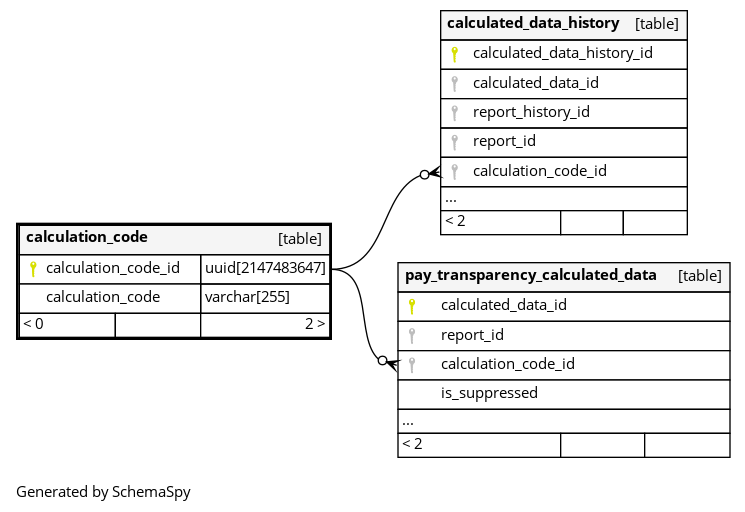 calculated_data_history [table]
calculated_data_history_id
calculated_data_id
report_history_id
report_id
calculation_code_id
...
< 2
calculation_code [table]
calculation_code_id uuid[2147483647]
calculation_code varchar[255]
< 0 2 >
pay_transparency_calculated_data [table]
calculated_data_id
report_id
calculation_code_id
is_suppressed
...
< 2
Generated by SchemaSpy